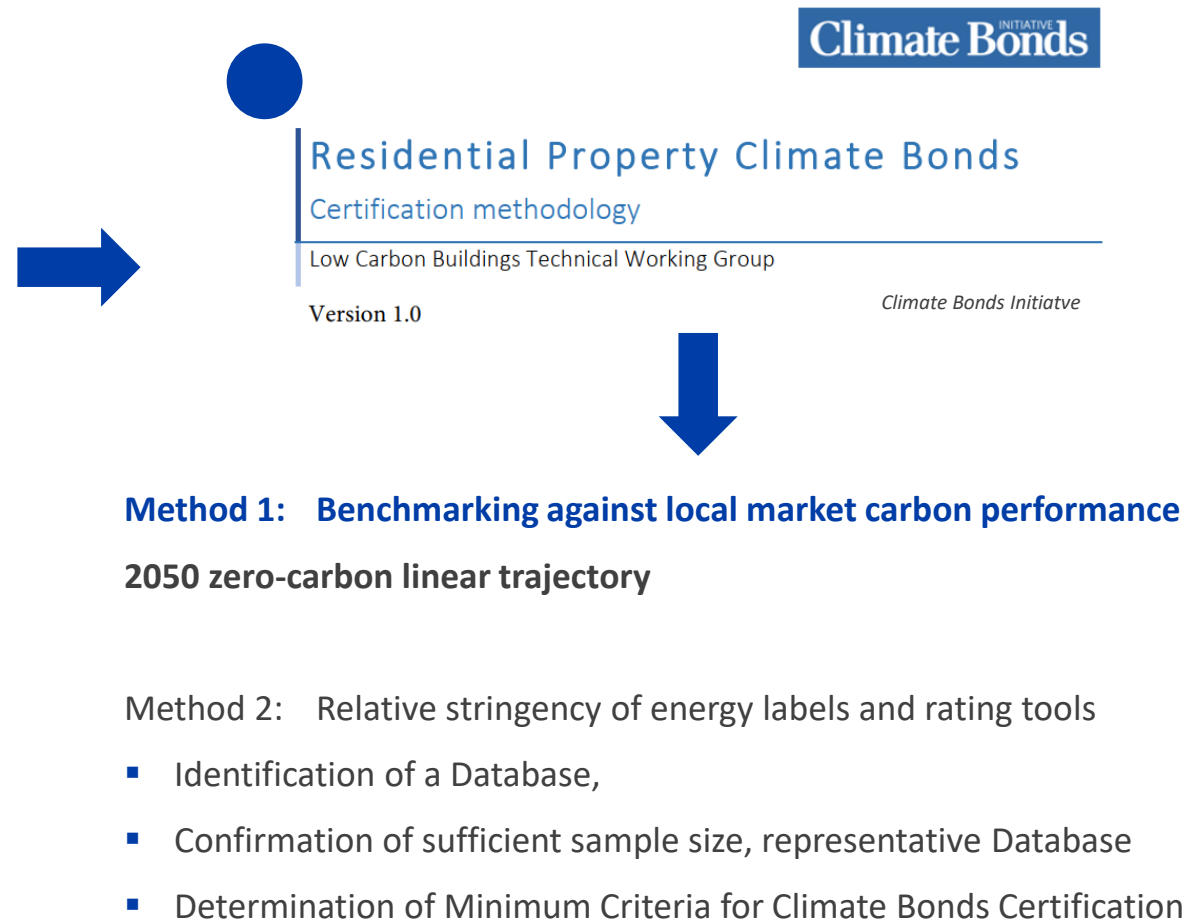 Climate Bonds
INITIATIVE
Residential Property Climate Bonds
Certification methodology
Low Carbon Buildings Technical Working Group
Version 1.0
Climate Bonds Initiatve
Method 1: Benchmarking against local market carbon performance
2050 zero-carbon linear trajectory
Method 2: Relative stringency of energy labels and rating tools
▪ Identification of a Database,
▪ Confirmation of sufficient sample size, representative Database
▪ Determination of Minimum Criteria for Climate Bonds Certification